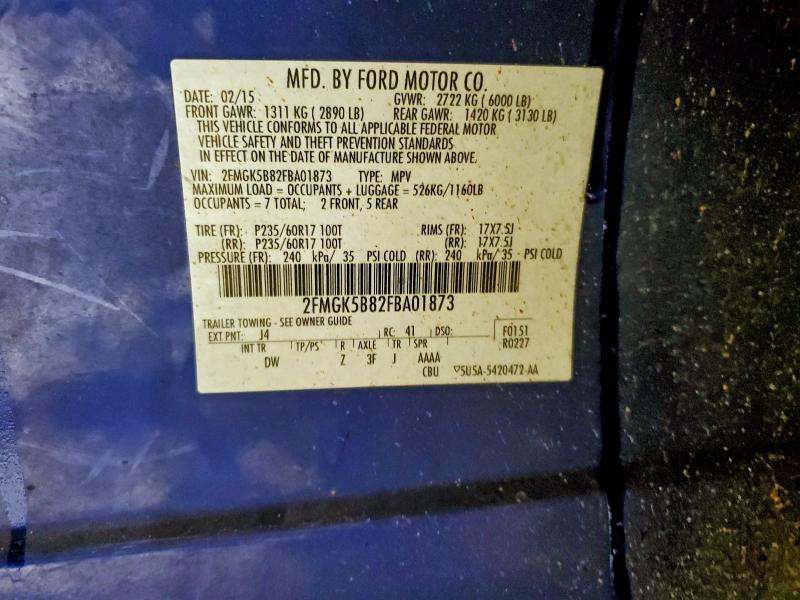 MFD. BY FORD MOTOR CO.
DATE: 02/15 GVWR: 2722 KG ( 6000 LB)
FRONT GAWR: 1311 KG ( 2890 LB) REAR GAWR: 1420 KG ( 3130 LB)
THIS VEHICLE CONFORMS TO ALL APPLICABLE FEDERAL MOTOR
VEHICLE SAFETY AND THEFT PREVENTION STANDARDS
IN EFFECT ON THE DATE OF MANUFACTURE SHOWN ABOVE.
VIN: 2FMGK5B82FBA01873 TYPE: MPV
MAXIMUM LOAD = OCCUPANTS + LUGGAGE = 526KG/1160LB
OCCUPANTS = 7 TOTAL; 2 FRONT, 5 REAR
TIRE (FR): P235/60R17 100T RIMS (FR): 17X7.5J
(RR): P235/60R17 100T (RR): 17X7.5J
PRESSURE (FR): 240 kPa/ 35 PSI COLD (RR): 240 kPa/ 35 PSI COLD
2FMGK5B82FBA01873
TRAILER TOWING - SEE OWNER GUIDE
EXT PNT: J4 RC: 41 DSO: F0151
INT TR TP/PS R AXLE TR SPR R0227
DW Z 3F J AAAA
CBU SU5A-5420472-AA